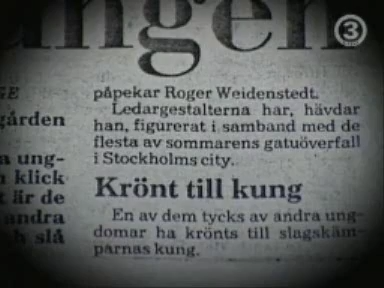 ungen
3
GE
gården
a ung-
klick
t är de
andra
h slå
påpekar Roger Weidenstedt.
Ledargestalterna har, hävdar
han, figurerat i samband med de
flesta av sommarens gatuöverfall
i Stockholms city.
Krönt till kung
En av dem tycks av andra ung-
domar ha krönts till slagskäm-
parnas kung.